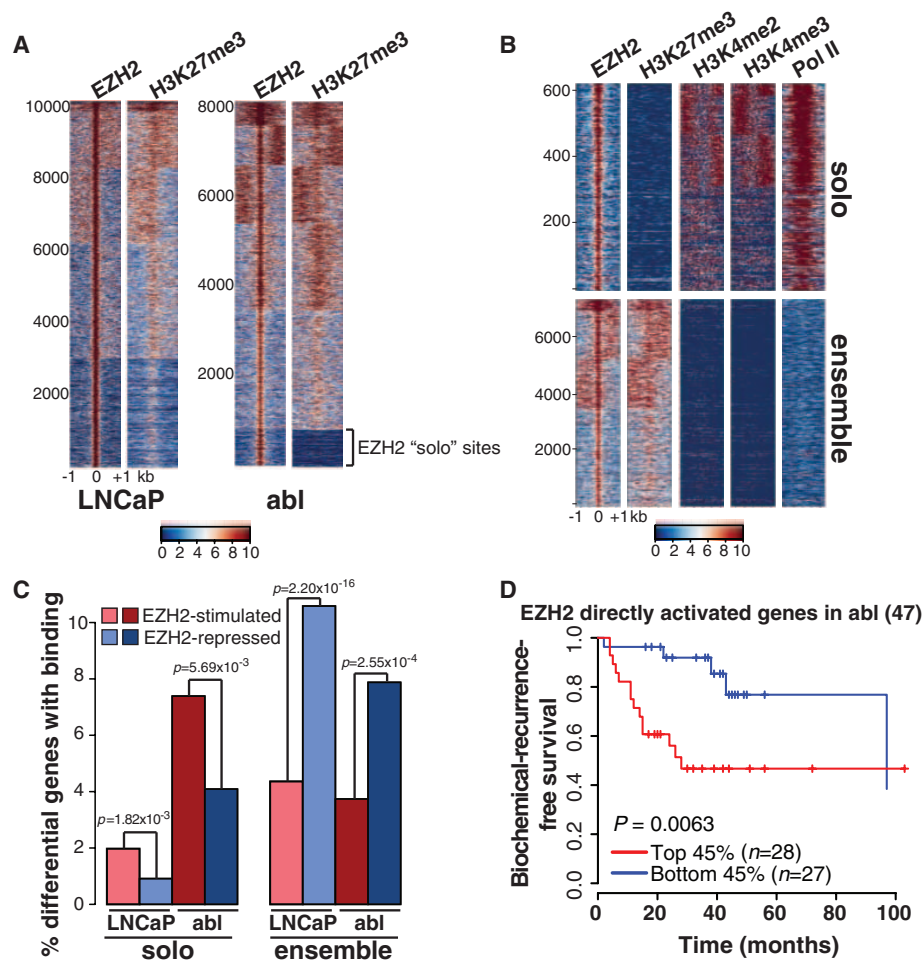 A
EZH2
H3K27me3
EZH2
H3K27me3
10000
8000
6000
4000
2000
8000
6000
4000
2000
EZH2 "solo" sites
-1 0 +1 kb
LNCaP
abl
0 2 4 6 8 10
B
EZH2
H3K27me3
H3K4me2
H3K4me3
Pol II
600
400
200
solo
6000
4000
2000
ensemble
-1 0 +1 kb
0 2 4 6 8 10
C
% differential genes with binding
10
8
6
4
2
0
EZH2-stimulated
EZH2-repressed
p=1.82x10-3
p=5.69x10-3
p=2.20x10-16
p=2.55x10-4
LNCaP abl
solo
LNCaP abl
ensemble
D
EZH2 directly activated genes in abl (47)
Biochemical-recurrence-
free survival
1.0
0.8
0.6
0.4
0.2
0.0
P = 0.0063
Top 45% (n=28)
Bottom 45% (n=27)
0 20 40 60 80 100
Time (months)